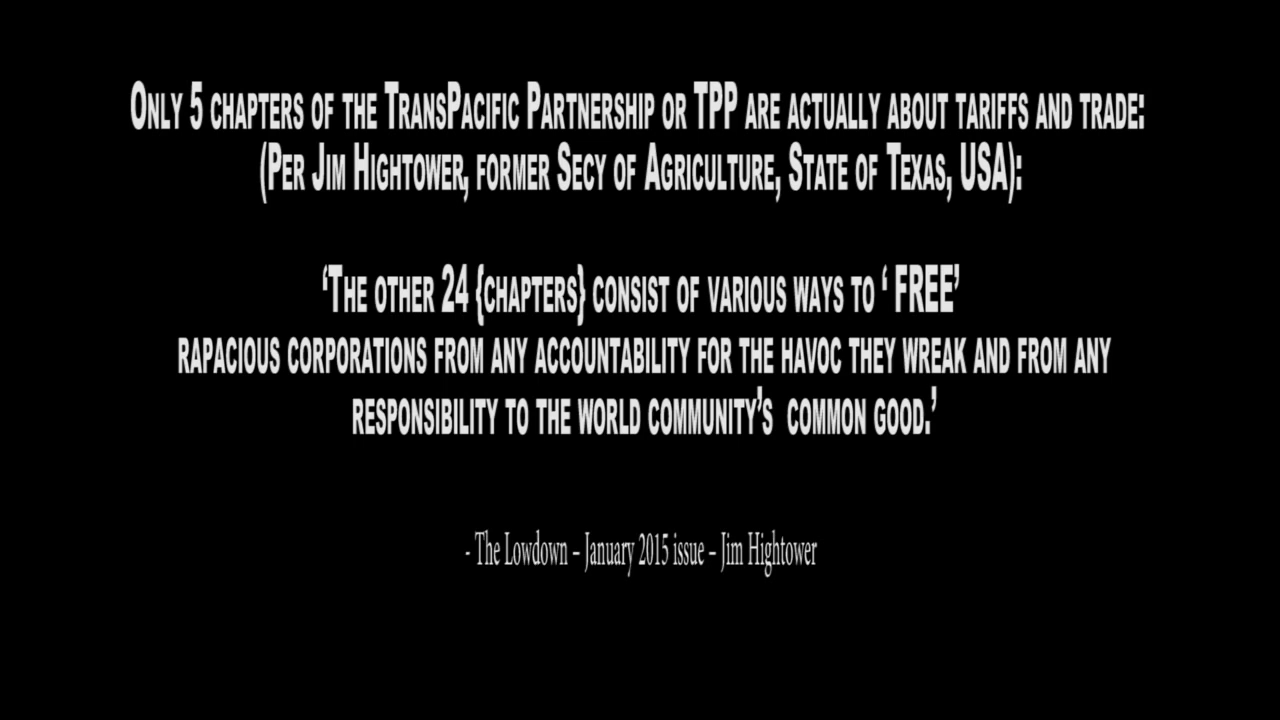 Only 5 chapters of the TransPacific Partnership or TPP are actually about tariffs and trade:
(Per Jim Hightower, former Secy of Agriculture, State of Texas, USA):
‘The other 24 {chapters} consist of various ways to ‘ FREE’
rapacious corporations from any accountability for the havoc they wreak and from any
responsibility to the world community’s common good.’
- The Lowdown – January 2015 issue – Jim Hightower